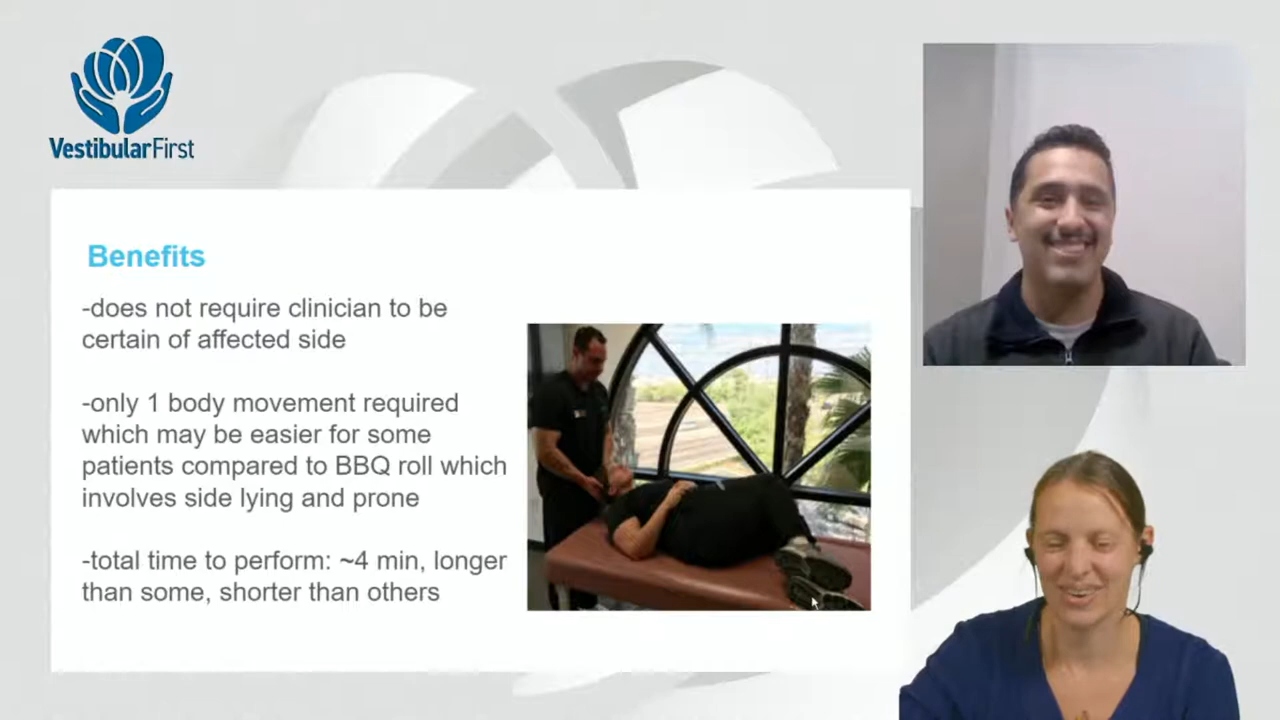 VestibularFirst
Benefits
-does not require clinician to be
certain of affected side
-only 1 body movement required
which may be easier for some
patients compared to BBQ roll which
involves side lying and prone
-total time to perform: ~4 min, longer
than some, shorter than others